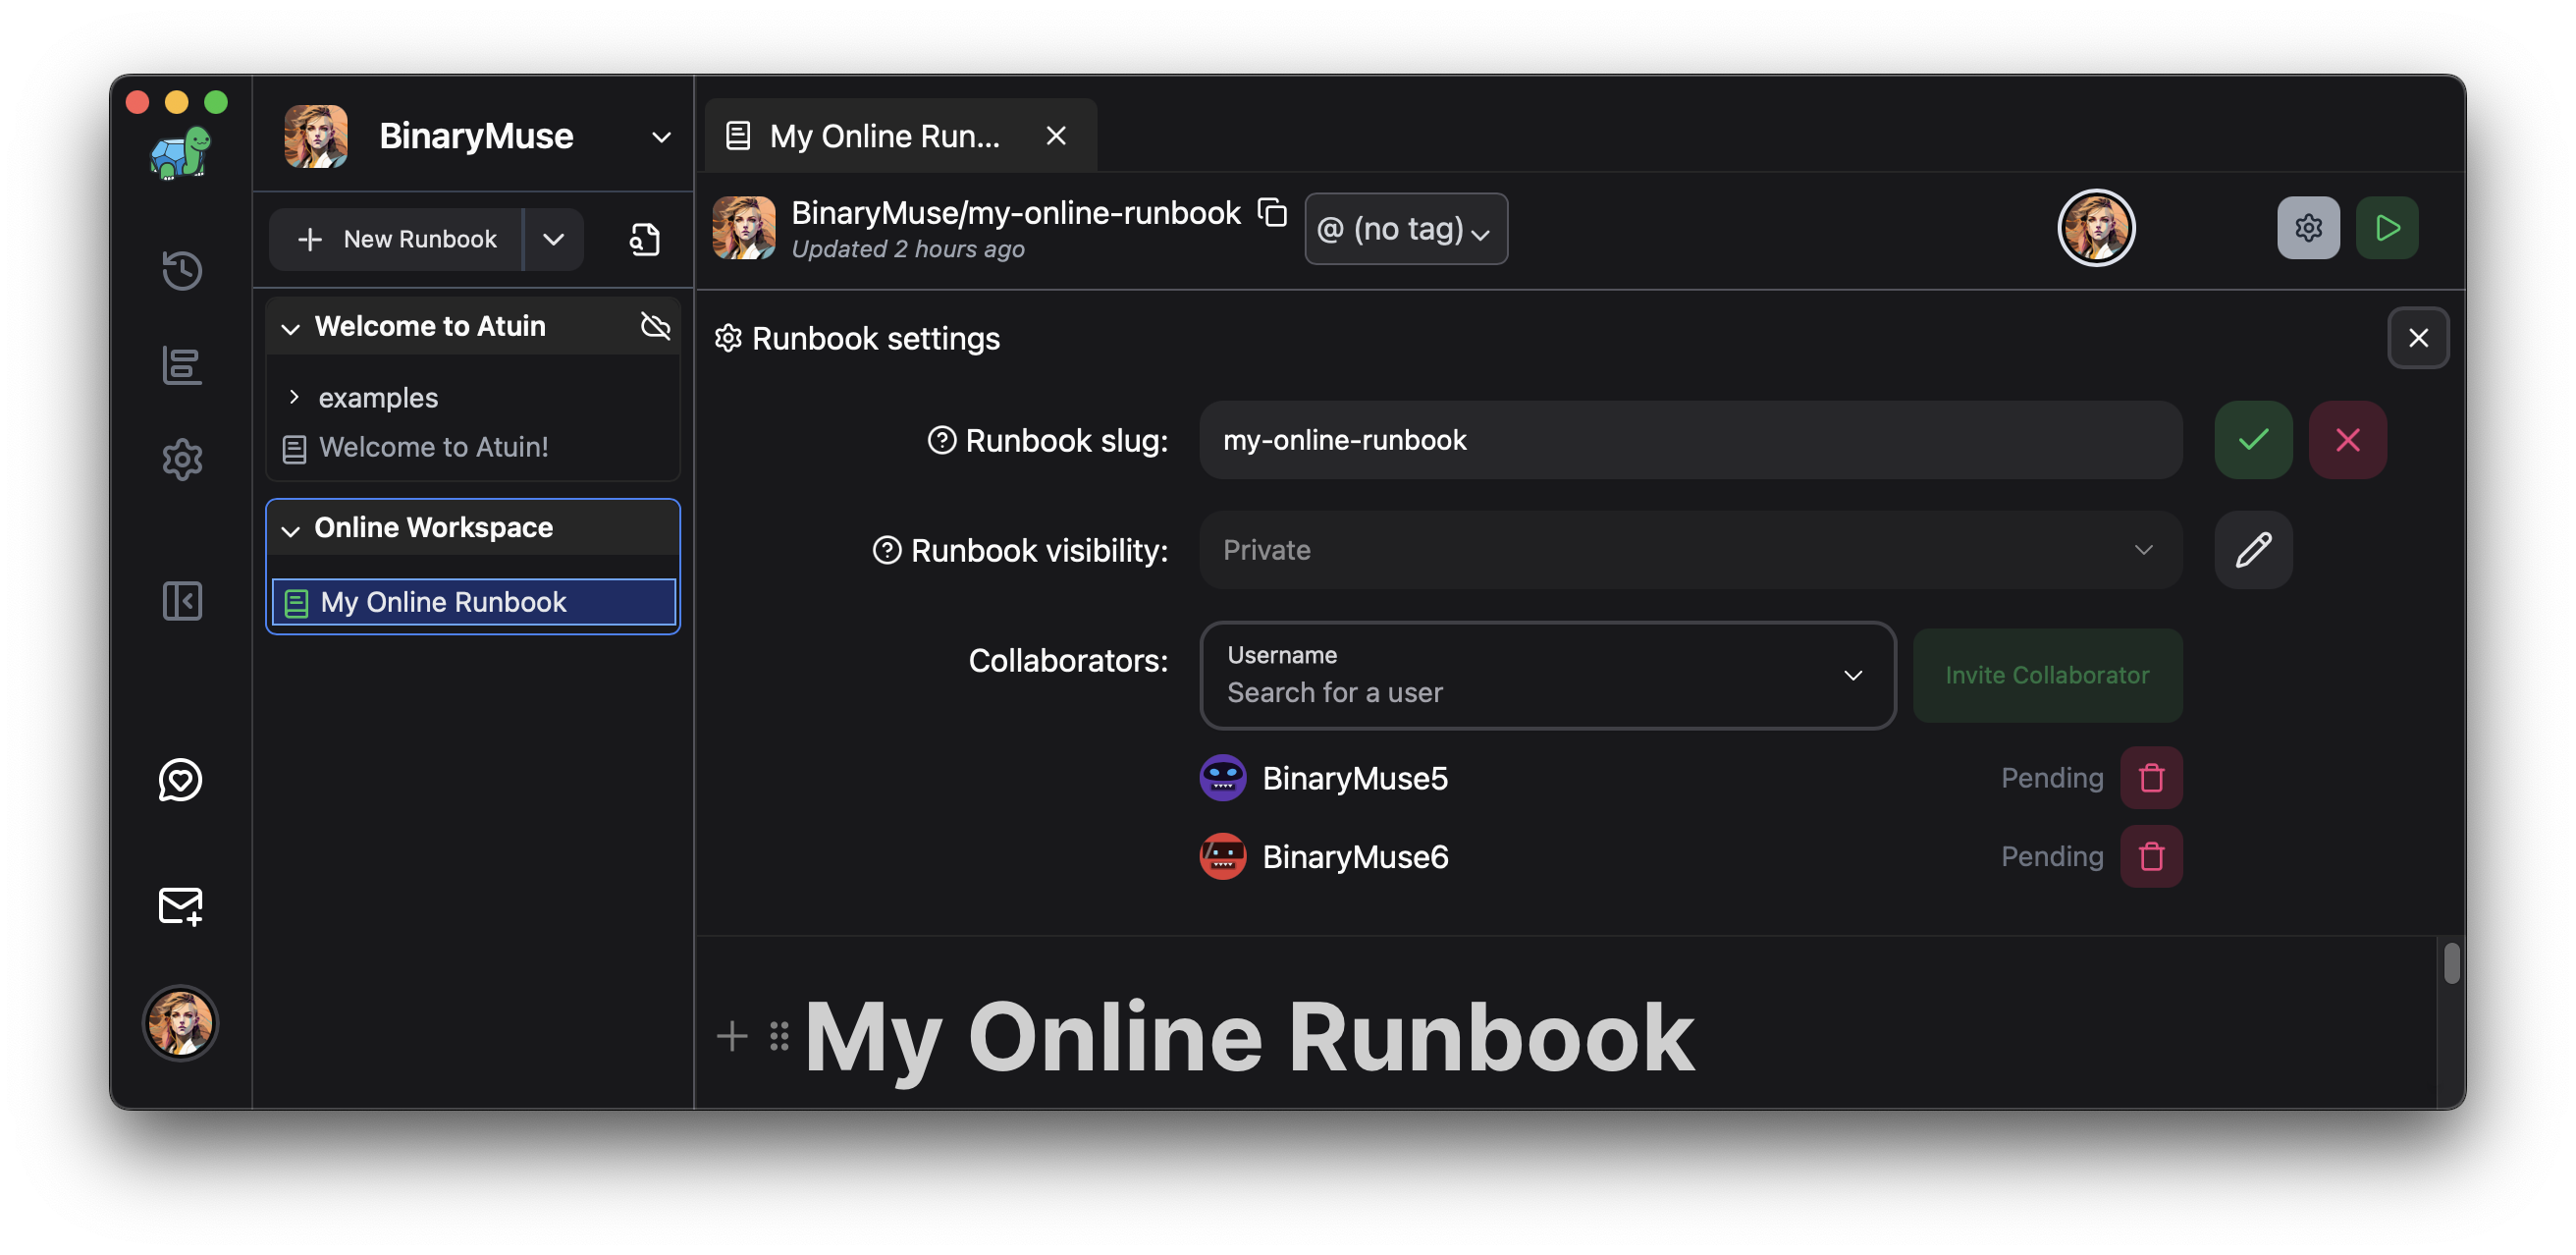 BinaryMuse
New Runbook
Welcome to Atuin
examples
Welcome to Atuin!
Online Workspace
My Online Runbook
My Online Run...
BinaryMuse/my-online-runbook
Updated 2 hours ago
@ (no tag)
Runbook settings
Runbook slug: my-online-runbook
Runbook visibility: Private
Collaborators:
Username
Search for a user
Invite Collaborator
BinaryMuse5 Pending
BinaryMuse6 Pending
My Online Runbook